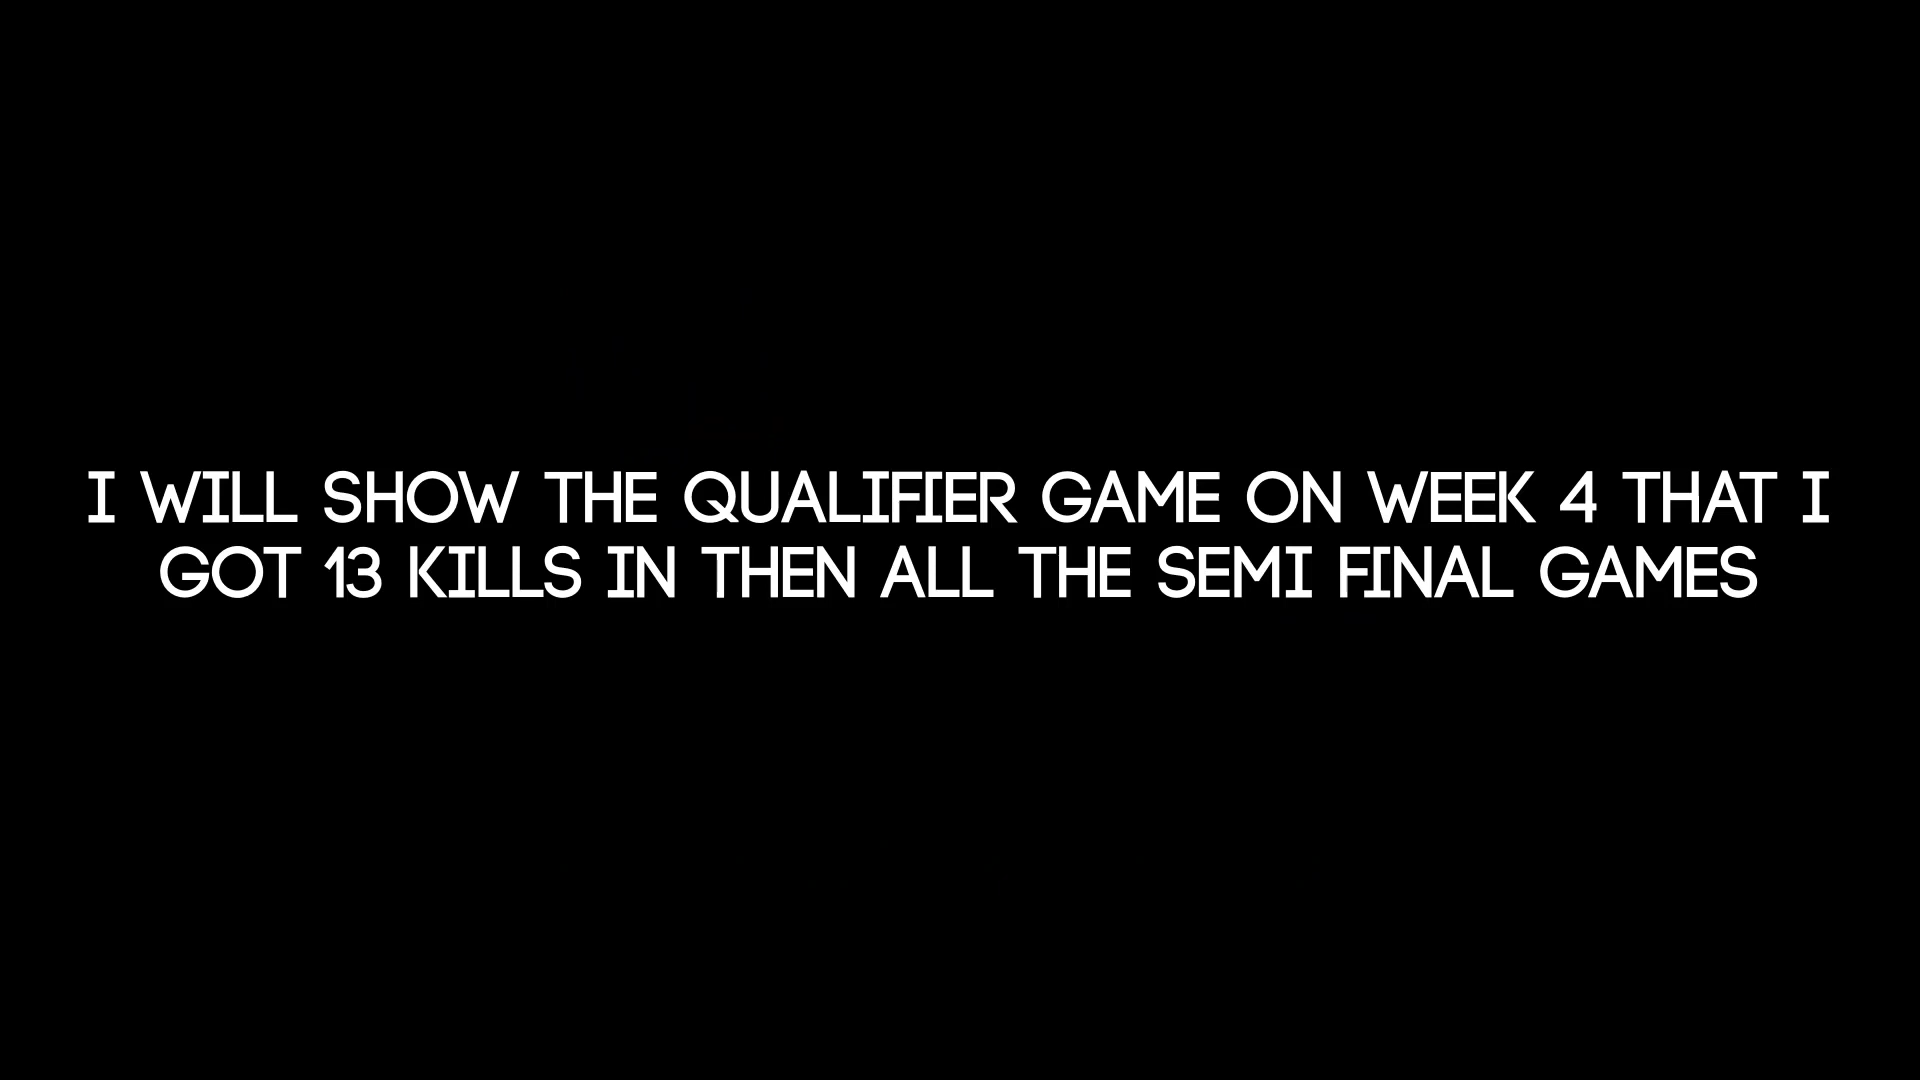 I WILL SHOW THE QUALIFIER GAME ON WEEK 4 THAT I
GOT 13 KILLS IN THEN ALL THE SEMI FINAL GAMES